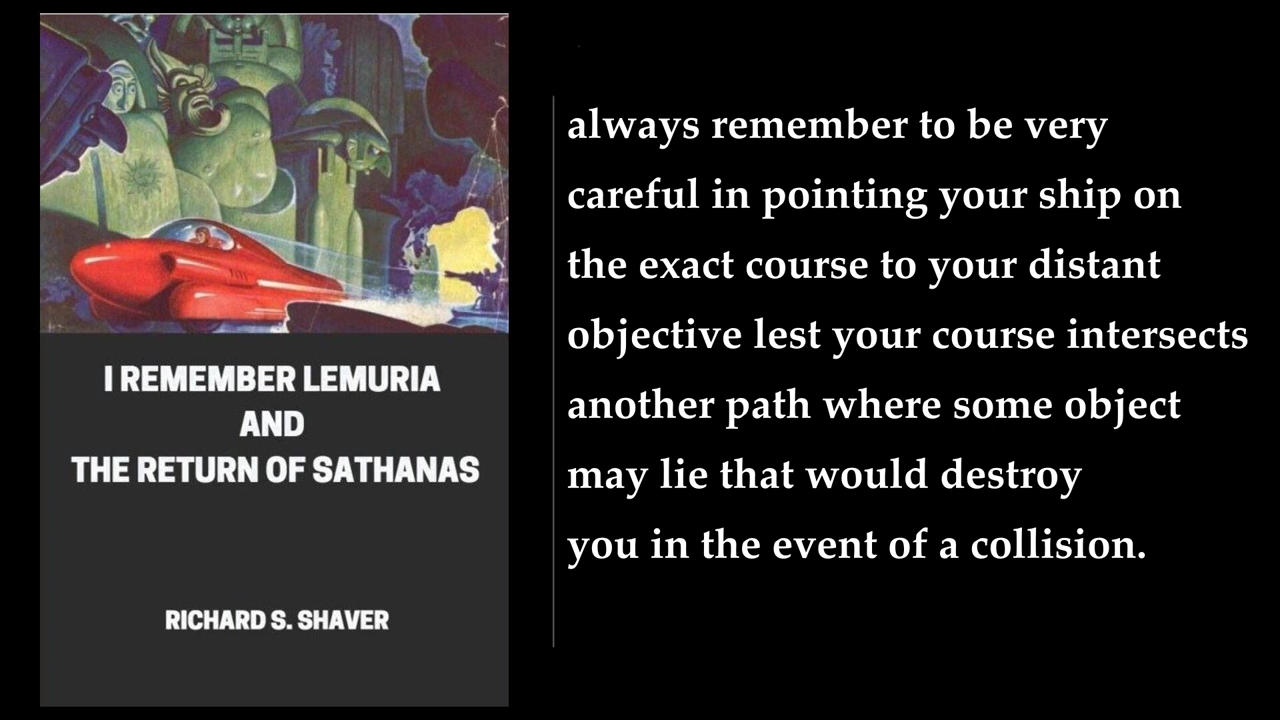 I REMEMBER LEMURIA
AND
THE RETURN OF SATHANAS
RICHARD S. SHAVER
always remember to be very
careful in pointing your ship on
the exact course to your distant
objective lest your course intersects
another path where some object
may lie that would destroy
you in the event of a collision.